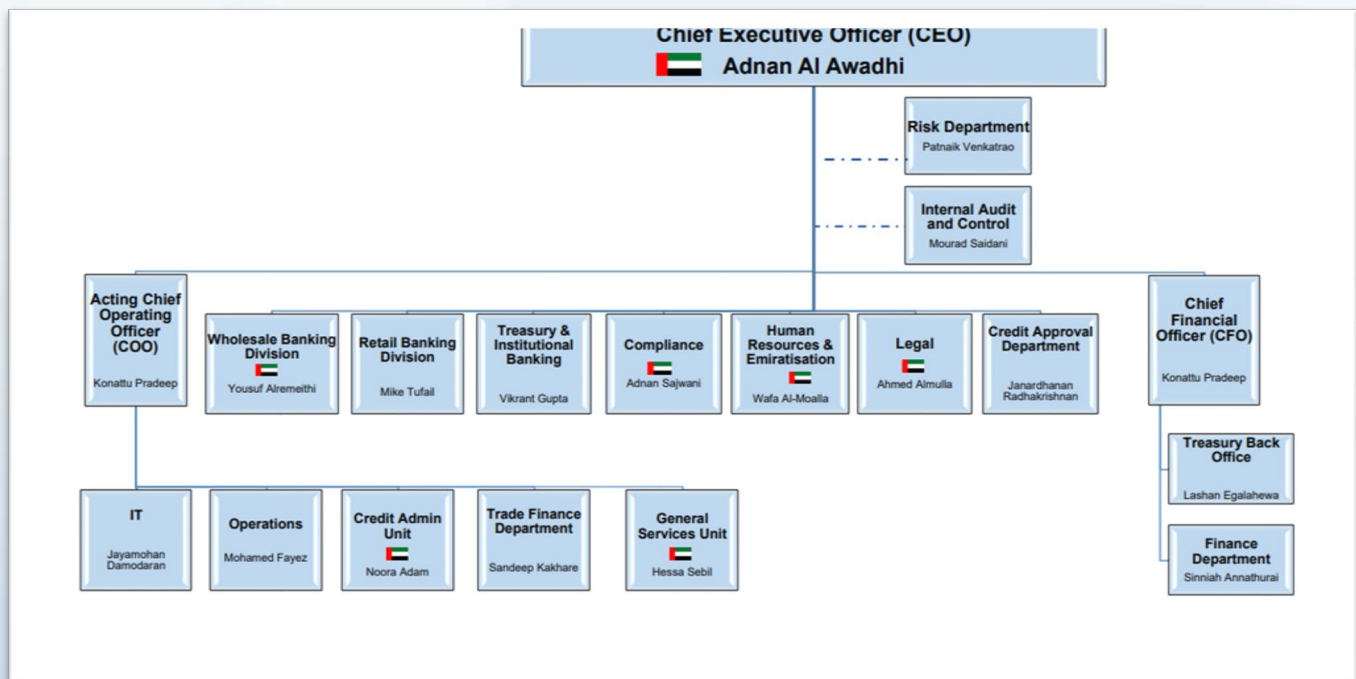 Chief Executive Officer (CEO)
Adnan Al Awadhi
Risk Department
Patnaik Venkatrao
Internal Audit
and Control
Mourad Saidani
Acting Chief
Operating
Officer
(COO)
Konattu Pradeep
Wholesale Banking
Division
Yousuf Alremeithi
Retail Banking
Division
Mike Tufail
Treasury &
Institutional
Banking
Vikrant Gupta
Compliance
Adnan Sajwani
Human
Resources &
Emiratisation
Wafa Al-Moalla
Legal
Ahmed Almulla
Credit Approval
Department
Janardhanan
Radhakrishnan
Chief
Financial
Officer (CFO)
Konattu Pradeep
Treasury Back
Office
Lashan Egalahewa
Finance
Department
Sinniah Annathurai
IT
Jayamohan
Damodaran
Operations
Mohamed Fayez
Credit Admin
Unit
Noora Adam
Trade Finance
Department
Sandeep Kakhare
General
Services Unit
Hessa Sebil